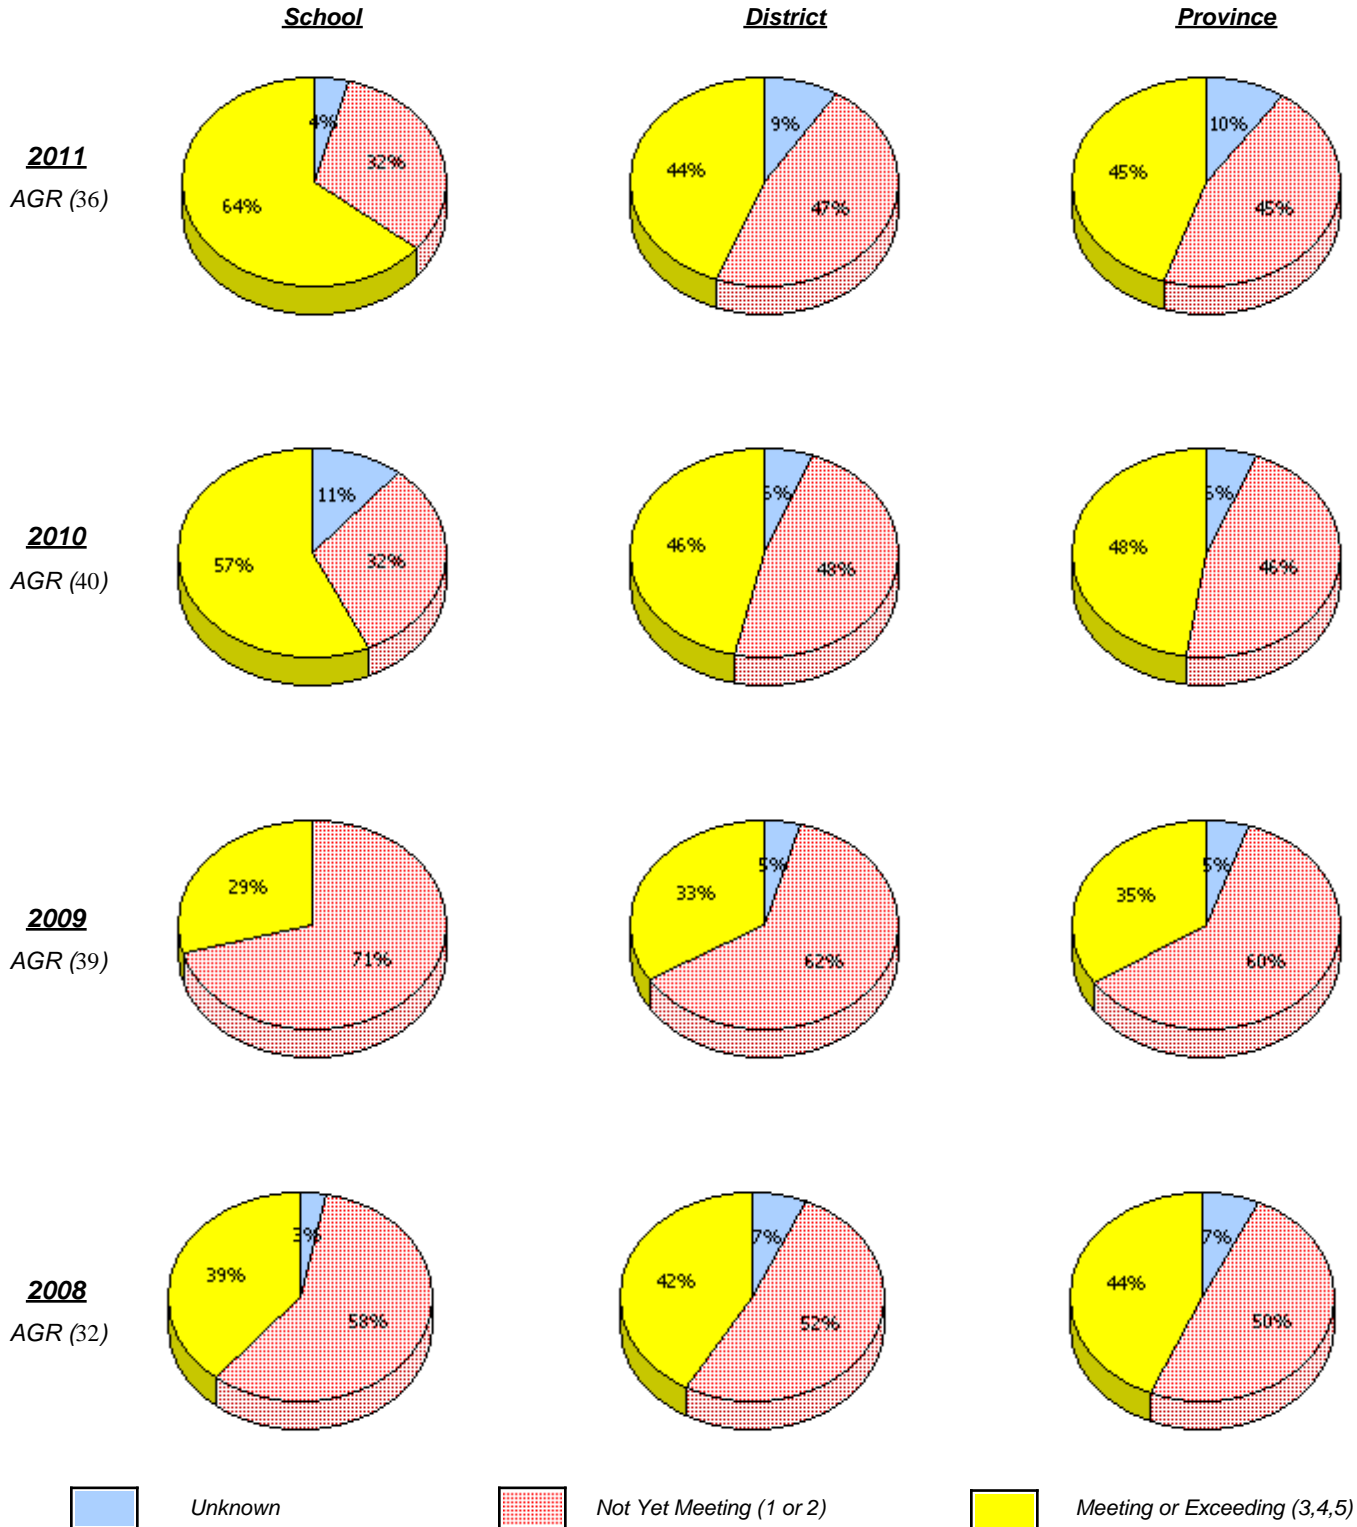 School District Province
4% 9% 10%
2011 32% 44% 45%
AGR (36) 64% 47% 45%
11% 6% 6%
2010 57% 32% 46% 48% 48% 46%
AGR (40)
29% 5% 33% 5% 35%
2009 71% 62% 60%
AGR (39)
3% 7% 7%
39% 42% 44%
2008 58% 52% 50%
AGR (32)
Unknown Not Yet Meeting (1 or 2) Meeting or Exceeding (3,4,5)